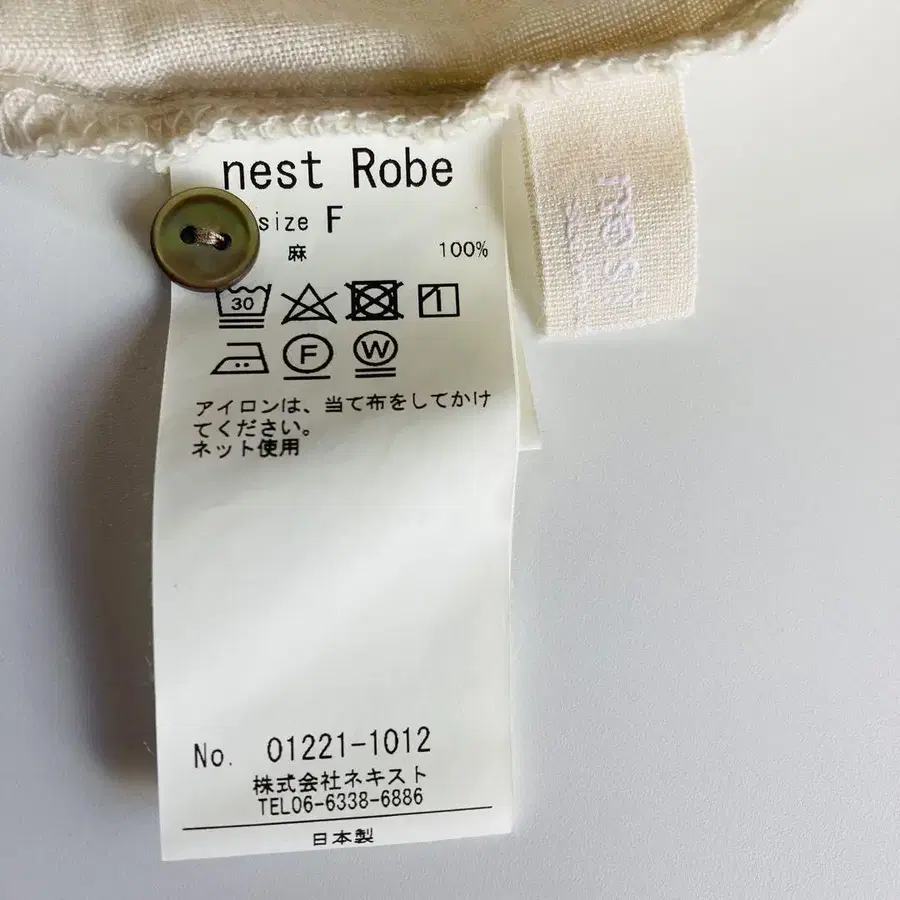 nest Robe
size F
麻 100%
30
F W
アイロンは、当て布をしてかけ
てください。
ネット使用
No. 01221-1012
株式会社ネキスト
TEL06-6338-6886
日本製